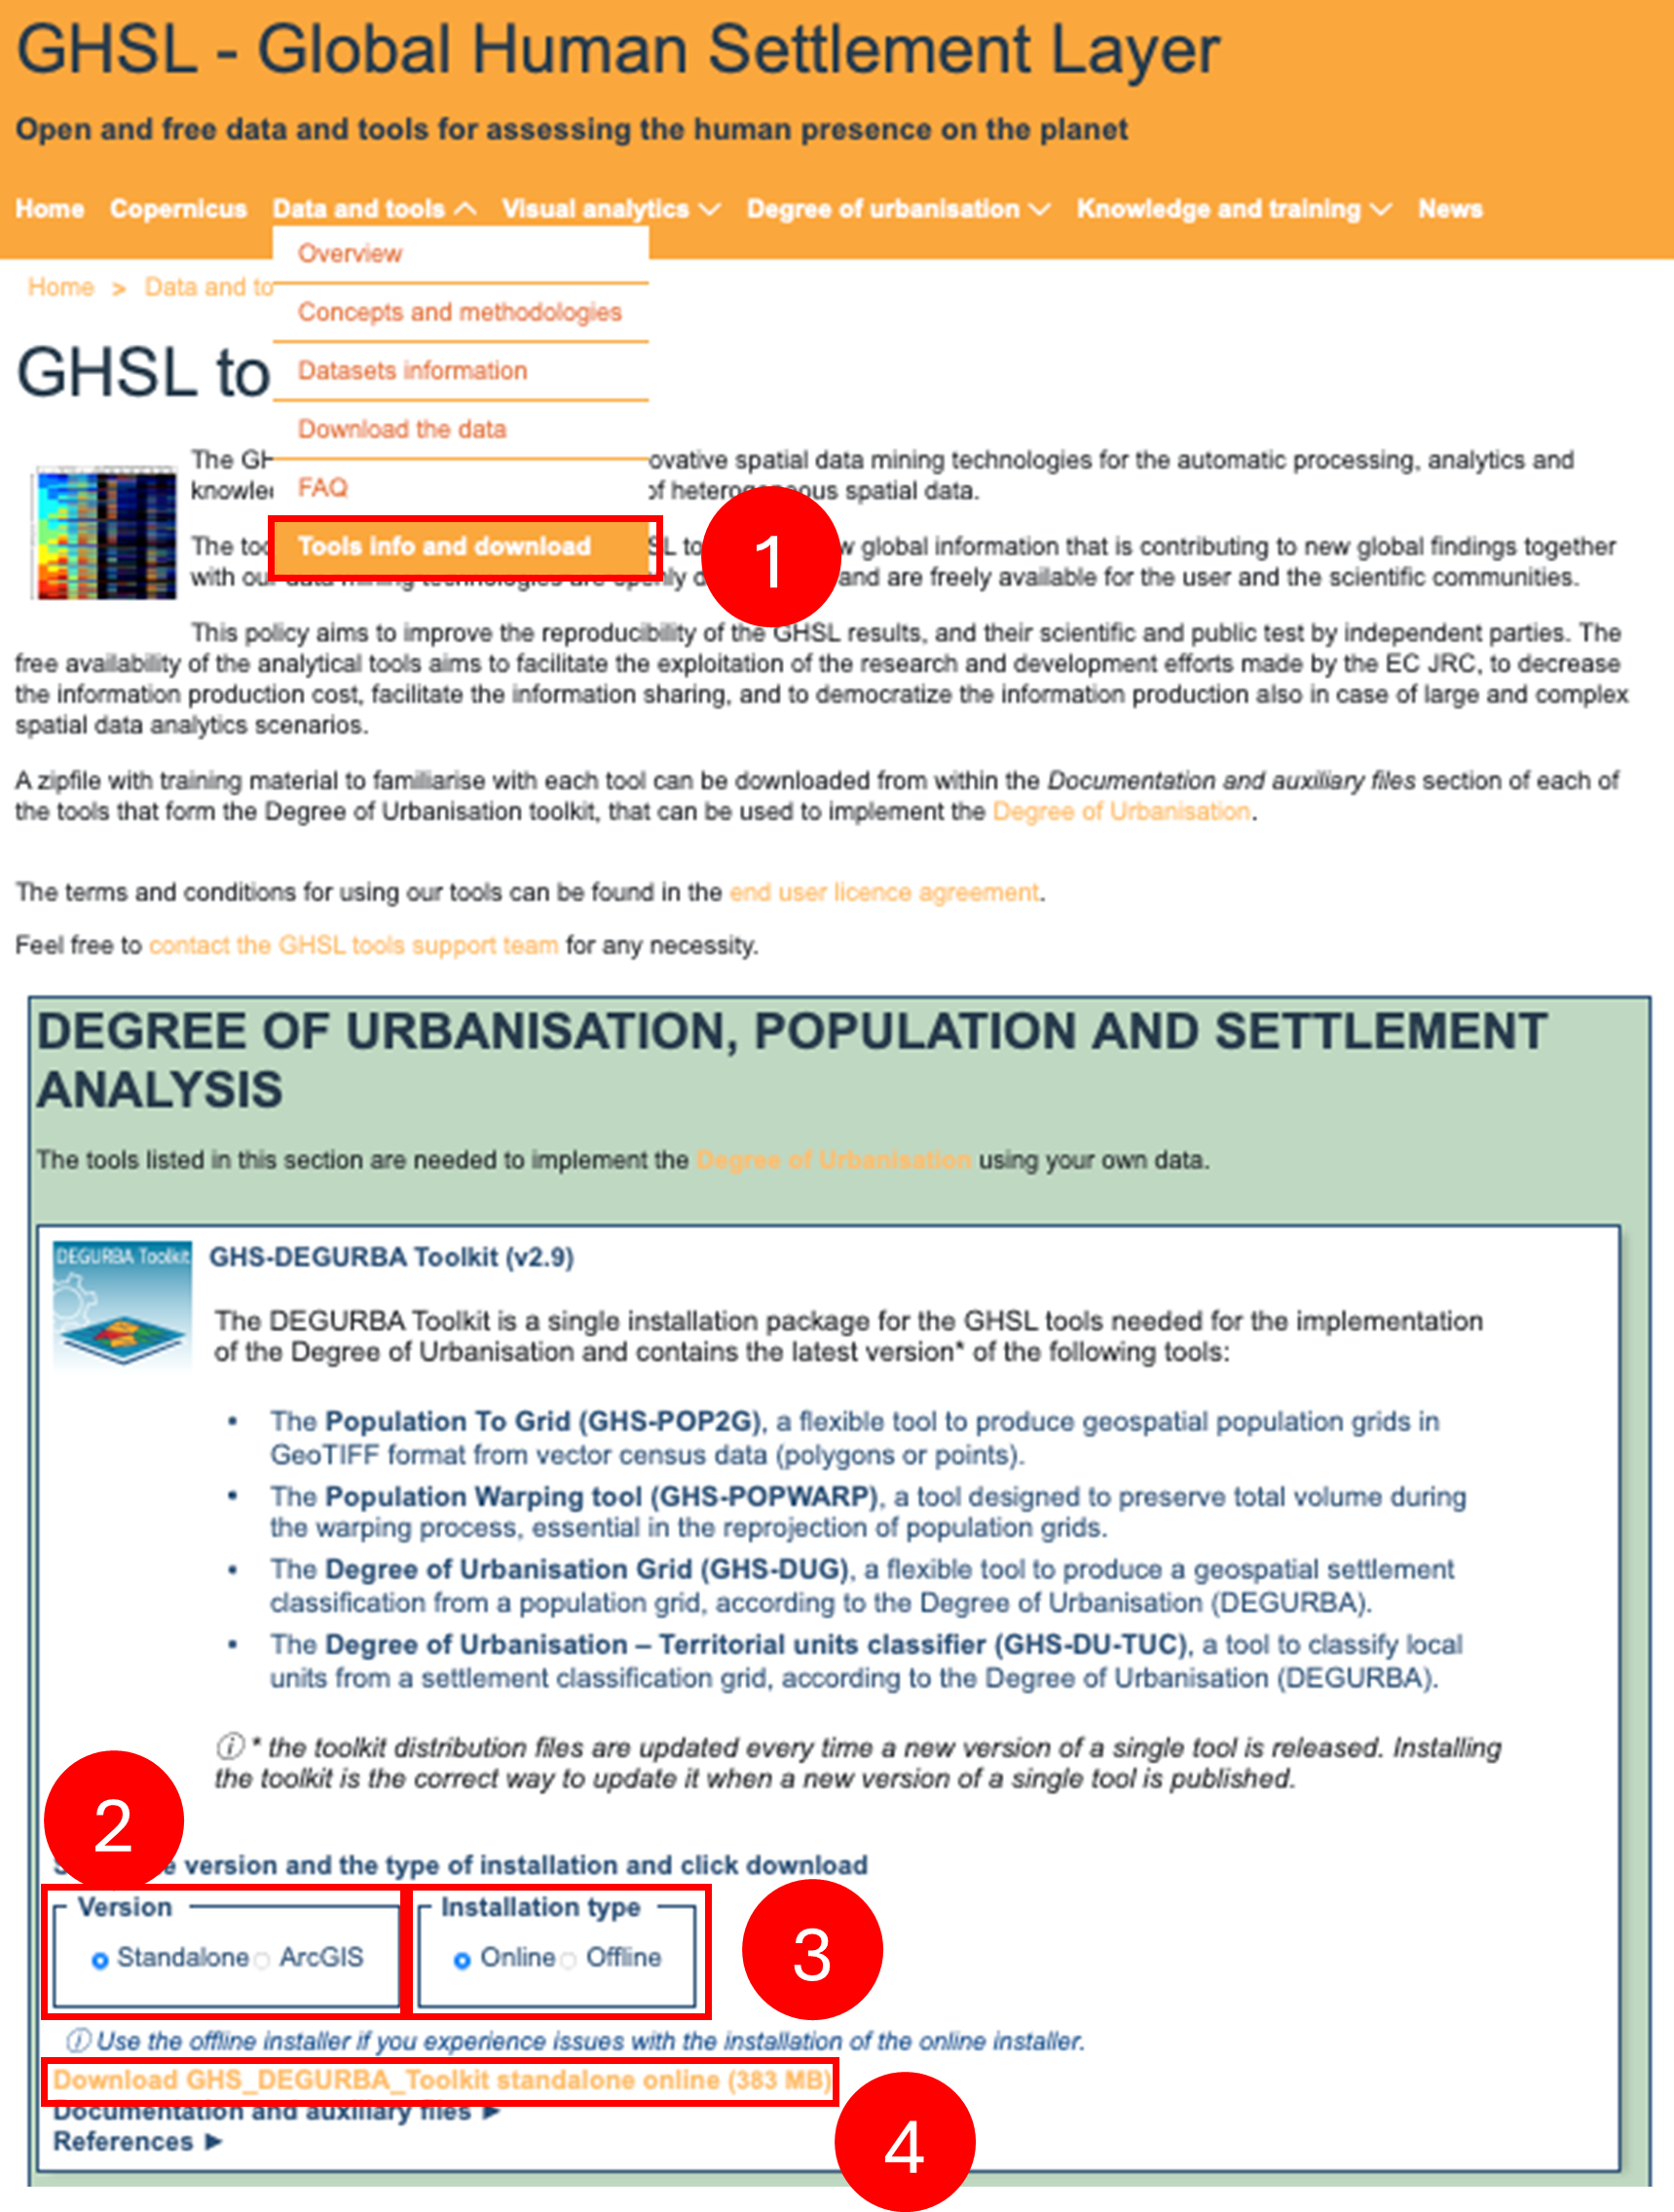 GHSL - Global Human Settlement Layer
Open and free data and tools for assessing the human presence on the planet
Home Copernicus Data and tools Visual analytics Degree of urbanisation Knowledge and training News
Overview
Home > Data and to
Concepts and methodologies
GHSL to
Datasets information
Download the data
The GH ovative spatial data mining technologies for the automatic processing, analytics and
FAQ
knowle of heterogeneous spatial data.
Tools info and download
1
The too SL to w global information that is contributing to new global findings together
with ou data mining technologies are openly d and are freely available for the user and the scientific communities.
This policy aims to improve the reproducibility of the GHSL results, and their scientific and public test by independent parties. The
free availability of the analytical tools aims to facilitate the exploitation of the research and development efforts made by the EC JRC, to decrease
the information production cost, facilitate the information sharing, and to democratize the information production also in case of large and complex
spatial data analytics scenarios.
A zipfile with training material to familiarise with each tool can be downloaded from within the Documentation and auxiliary files section of each of
the tools that form the Degree of Urbanisation toolkit, that can be used to implement the Degree of Urbanisation.
The terms and conditions for using our tools can be found in the end user licence agreement.
Feel free to contact the GHSL tools support team for any necessity.
DEGREE OF URBANISATION, POPULATION AND SETTLEMENT
ANALYSIS
The tools listed in this section are needed to implement the Degree of Urbanisation using your own data.
DEGURBA Toolkit
GHS-DEGURBA Toolkit (v2.9)
The DEGURBA Toolkit is a single installation package for the GHSL tools needed for the implementation
of the Degree of Urbanisation and contains the latest version* of the following tools:
• The Population To Grid (GHS-POP2G), a flexible tool to produce geospatial population grids in
GeoTIFF format from vector census data (polygons or points).
• The Population Warping tool (GHS-POPWARP), a tool designed to preserve total volume during
the warping process, essential in the reprojection of population grids.
• The Degree of Urbanisation Grid (GHS-DUG), a flexible tool to produce a geospatial settlement
classification from a population grid, according to the Degree of Urbanisation (DEGURBA).
• The Degree of Urbanisation – Territorial units classifier (GHS-DU-TUC), a tool to classify local
units from a settlement classification grid, according to the Degree of Urbanisation (DEGURBA).
ⓘ * the toolkit distribution files are updated every time a new version of a single tool is released. Installing
the toolkit is the correct way to update it when a new version of a single tool is published.
2
version and the type of installation and click download
Version
Standalone ArcGIS
Installation type
Online Offline
3
ⓘ Use the offline installer if you experience issues with the installation of the online installer.
Download GHS_DEGURBA_Toolkit standalone online (383 MB)
Documentation and auxiliary files ►
References ►
4